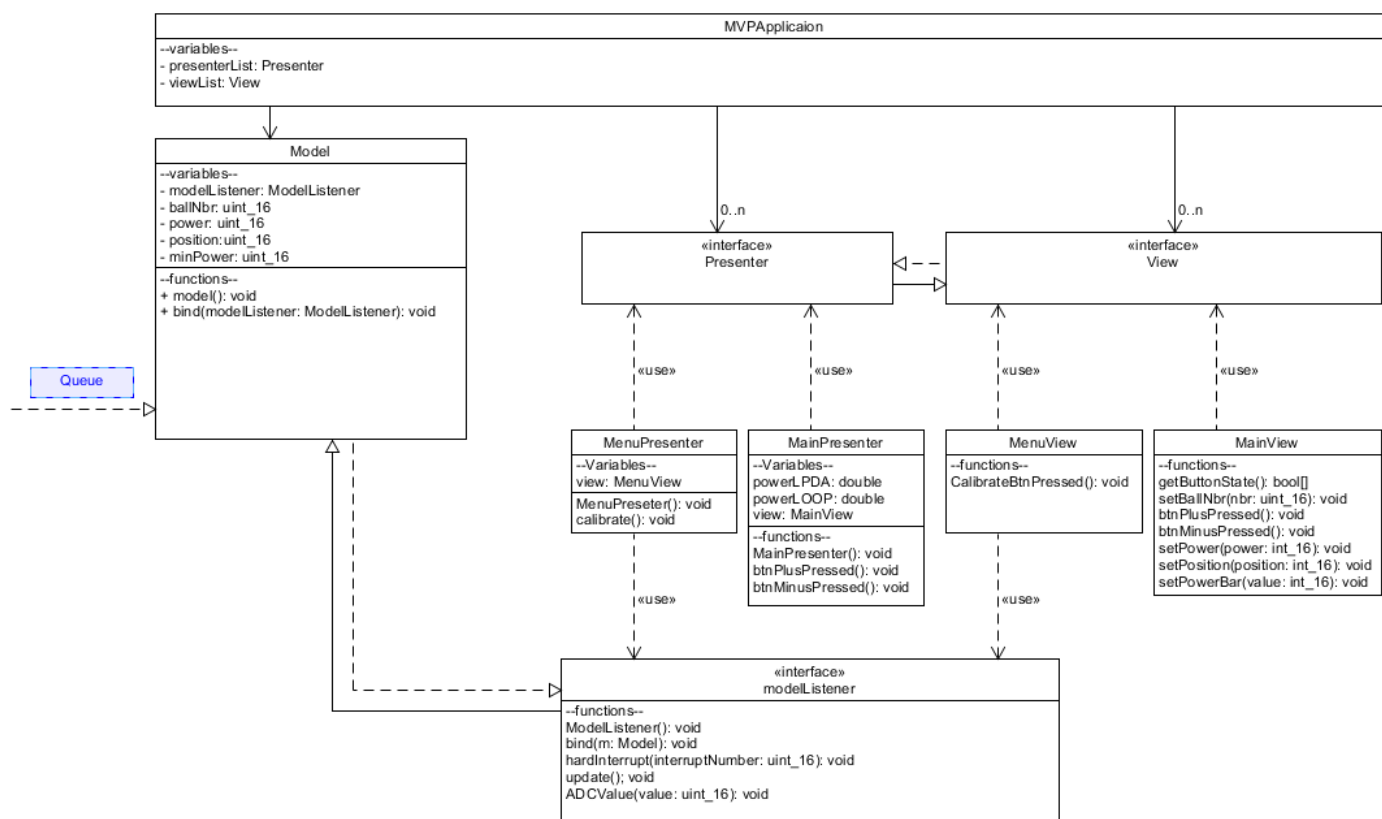 MVPApplicaion
--variables--
- presenterList: Presenter
- viewList: View
Model
--variables--
- modelListener: ModelListener
- ballNbr: uint_16
- power: uint_16
- position:uint_16
- minPower: uint_16
--functions--
+ model(): void
+ bind(modelListener: ModelListener): void
Queue
0..n
0..n
«interface»
Presenter
«interface»
View
«use»
«use»
«use»
«use»
MenuPresenter
--Variables--
view: MenuView
MenuPreseter(): void
calibrate(): void
MainPresenter
--Variables--
powerLPDA: double
powerLOOP: double
view: MainView
--functions--
MainPresenter(): void
btnPlusPressed(): void
btnMinusPressed(): void
MenuView
--functions--
CalibrateBtnPressed(): void
MainView
--functions--
getButtonState(): bool[]
setBallNbr(nbr: uint_16): void
btnPlusPressed(): void
btnMinusPressed(): void
setPower(power: int_16): void
setPosition(position: int_16): void
setPowerBar(value: int_16): void
«use»
«use»
«interface»
modelListener
--functions--
ModelListener(): void
bind(m: Model): void
hardInterrupt(interruptNumber: uint_16): void
update(); void
ADCValue(value: uint_16): void